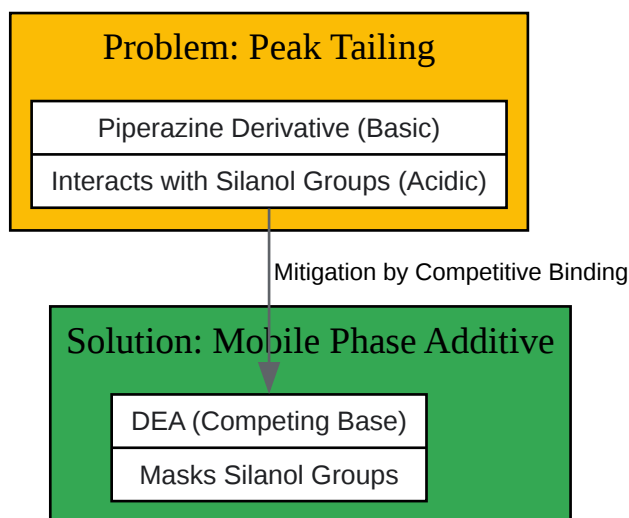 Problem: Peak Tailing
Piperazine Derivative (Basic)
Interacts with Silanol Groups (Acidic)
Mitigation by Competitive Binding
Solution: Mobile Phase Additive
DEA (Competing Base)
Masks Silanol Groups